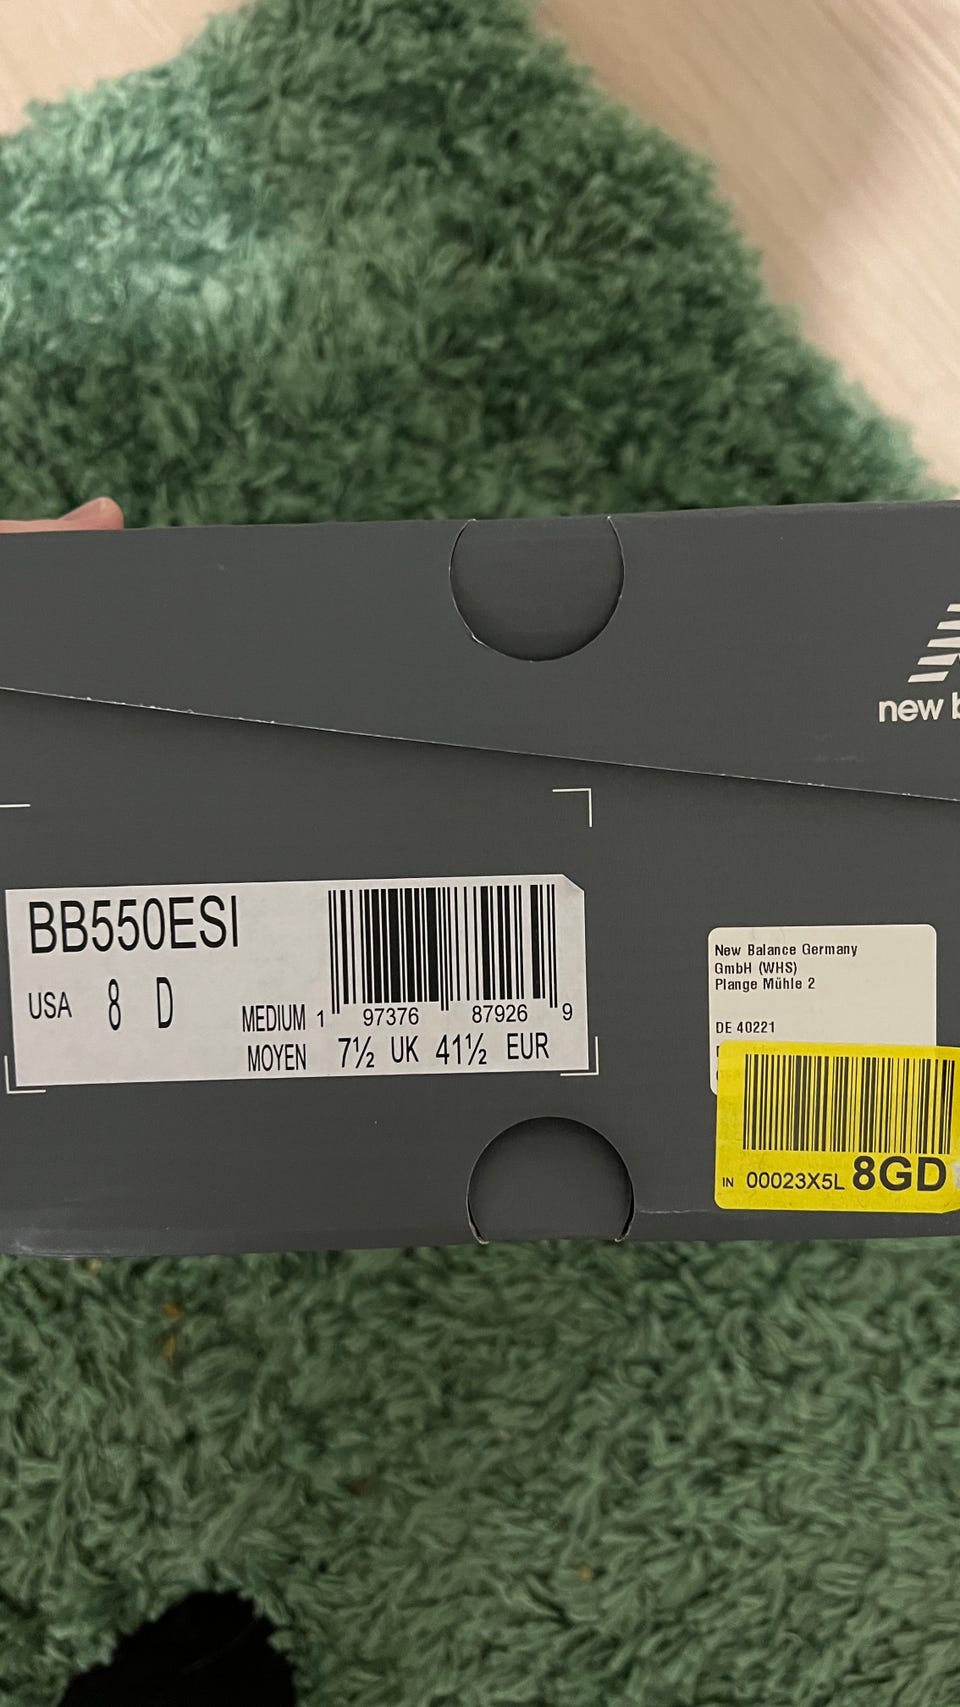 new
BB550ESI
USA 8 D
MEDIUM 1 97376 87926 9
MOYEN 7½ UK 41½ EUR
New Balance Germany
GmbH (WHS)
Plange Mühle 2
DE 40221
IN 00023X5L 8GD